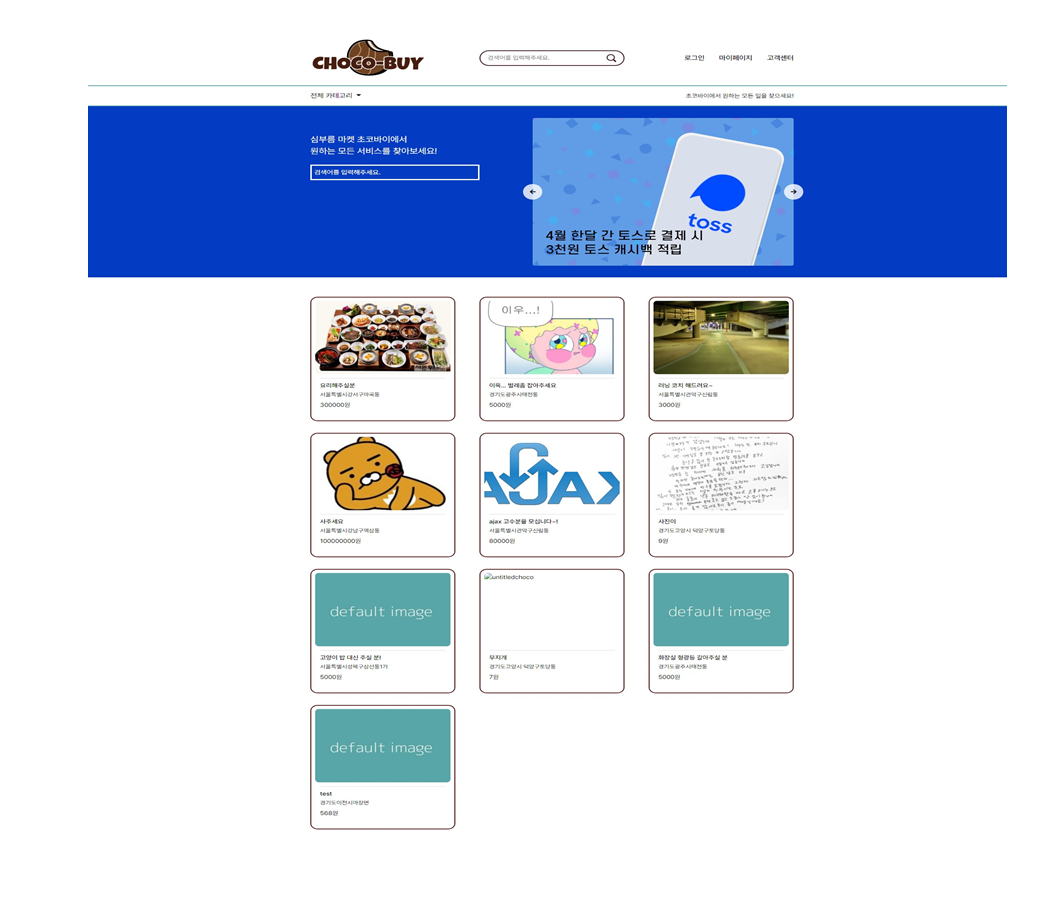 CHOCO-BUY
검색어를 입력해주세요.
로그인 마이페이지 고객센터
전체 카테고리
초코바이에서 원하는 모든 일을 찾으세요!
심부름 마켓 초코바이에서
원하는 모든 서비스를 찾아보세요!
검색어를 입력해주세요.
toss
4월 한달 간 토스로 결제 시
3천원 토스 캐시백 적립
요리해주실분
서울특별시강서구마곡동
300000원
이우...!
이욱... 벌레좀 잡아주세요
경기도광주시태전동
5000원
러닝 코치 해드려요~
서울특별시관악구신림동
3000원
사주세요
서울특별시강남구역삼동
100000000원
AJAX
ajax 고수분을 모십니다~!
서울특별시관악구신림동
80000원
사진이
경기도고양시 덕양구토당동
9원
default image
고양이 밥 대신 주실 분!
서울특별시성북구삼선동1가
5000원
untitledchoco
무지개
경기도고양시 덕양구토당동
7원
default image
화장실 형광등 갈아주실 분
경기도광주시태전동
5000원
default image
test
경기도이천시마장면
568원